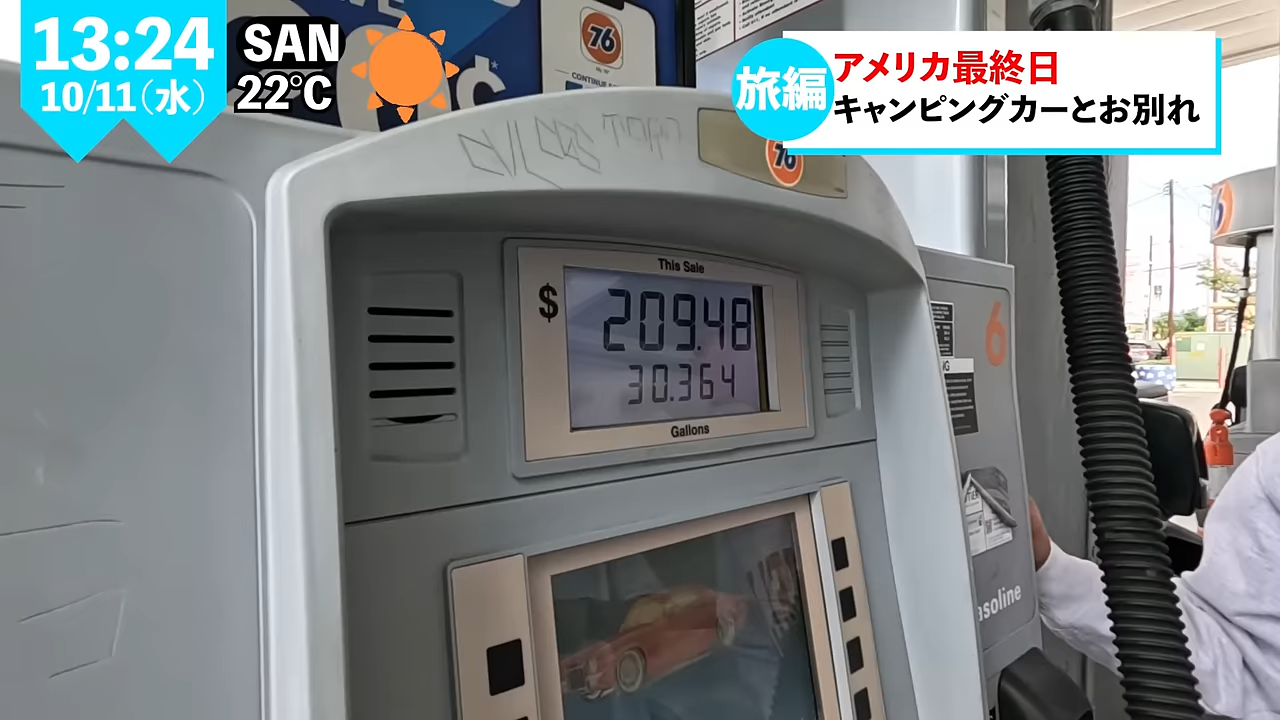 13:24
10/11(水)
SAN
22℃
旅編
アメリカ最終日
キャンピングカーとお別れ
76
CONTINUE
76
This Sale
$ 209.48
30.364
Gallons
6
asoline